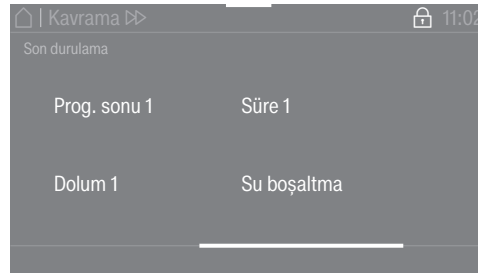 | Kavrama 11:02
Son durulama
Prog. sonu 1 Süre 1
Dolum 1 Su boşaltma